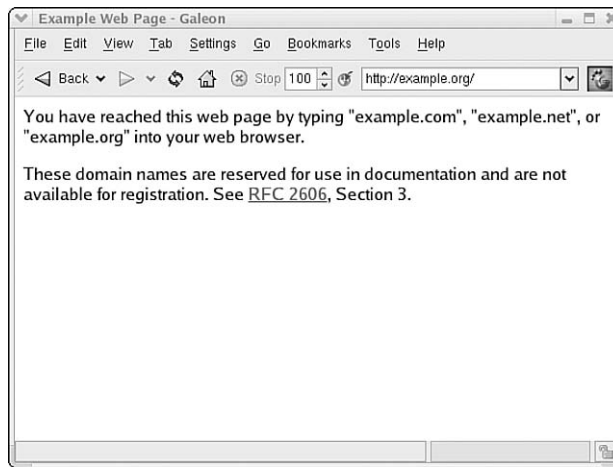 Example Web Page - Galeon
File Edit View Tab Settings Go Bookmarks Tools Help
Back Stop 100 http://example.org/
You have reached this web page by typing "example.com", "example.net", or
"example.org" into your web browser.
These domain names are reserved for use in documentation and are not
available for registration. See RFC 2606, Section 3.